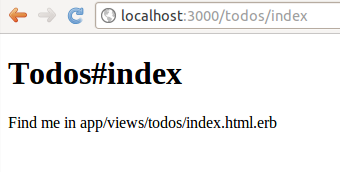 localhost:3000/todos/index
Todos#index
Find me in app/views/todos/index.html.erb